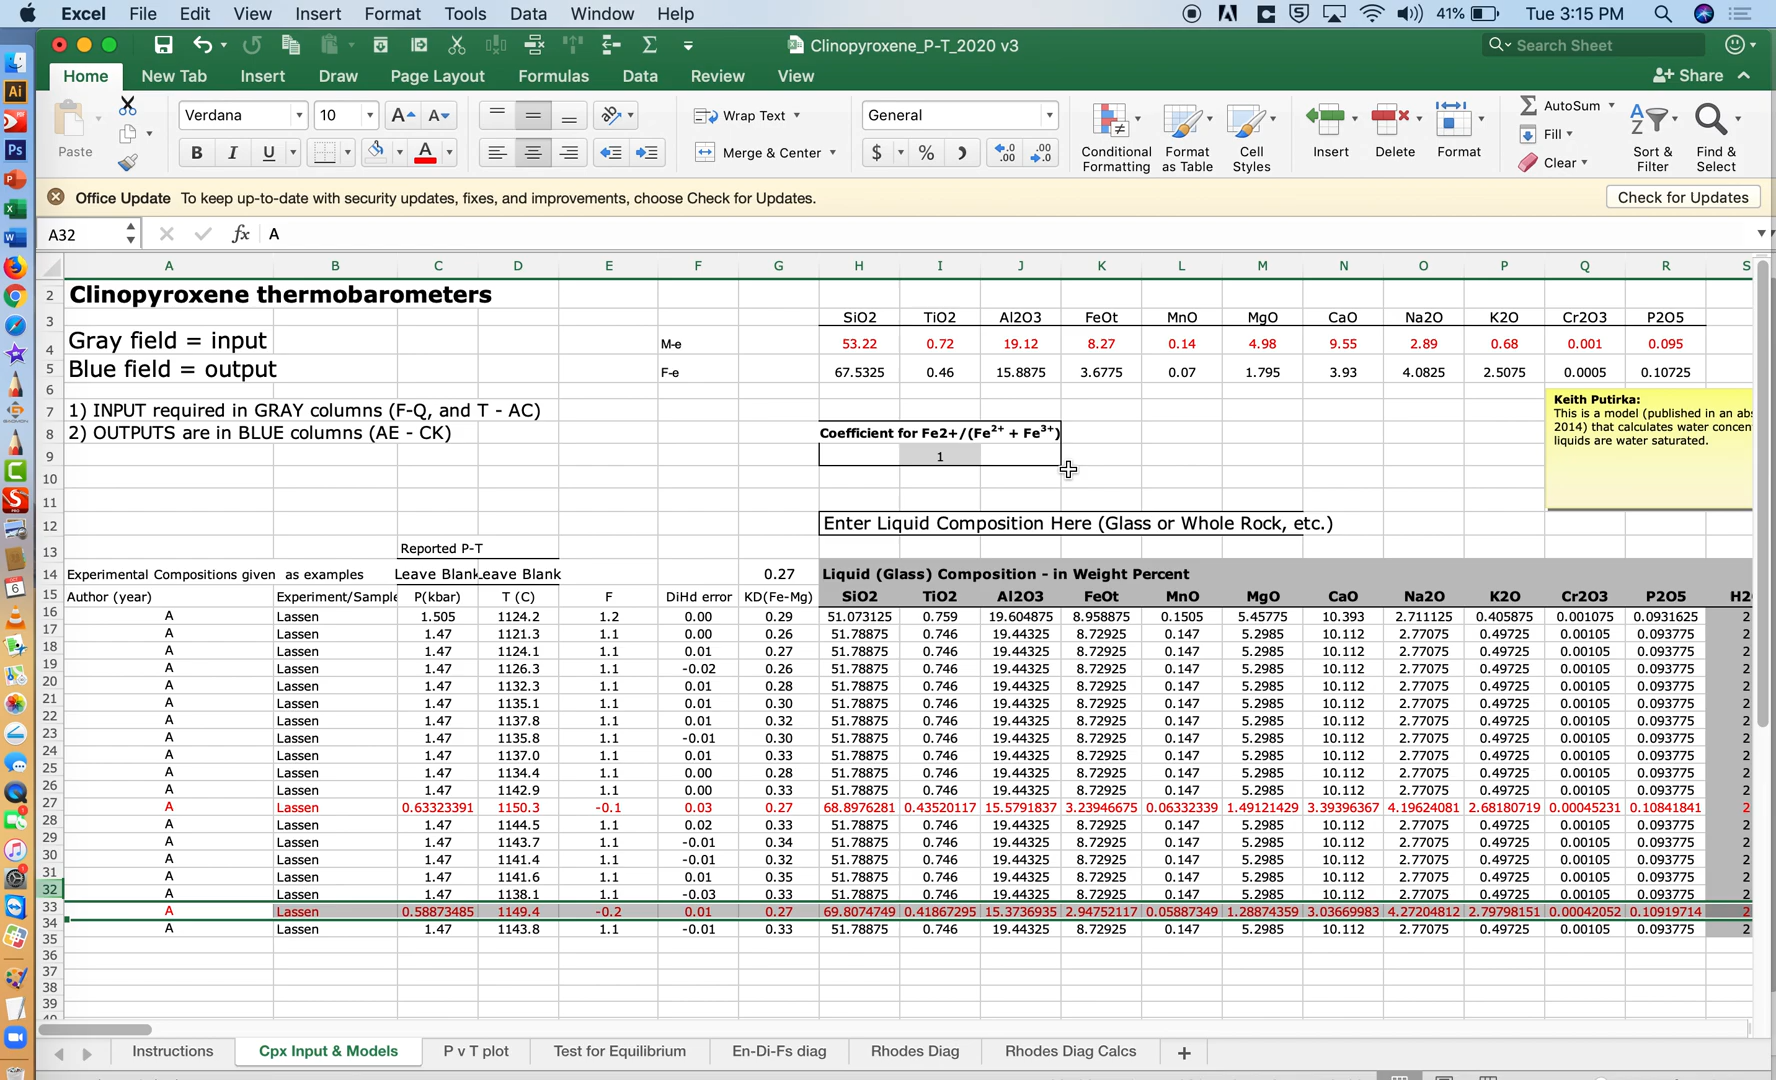 Excel File Edit View Insert Format Tools Data Window Help 41% Tue 3:15 PM
Clinopyroxene_P-T_2020 v3
Search Sheet
Home New Tab Insert Draw Page Layout Formulas Data Review View Share
Paste Verdana 10 Wrap Text General AutoSum
Merge & Center Fill
Conditional Formatting Format as Table Cell Styles Insert Delete Format Clear Sort & Filter Find & Select
Office Update To keep up-to-date with security updates, fixes, and improvements, choose Check for Updates. Check for Updates
A32 fx A
A B C D E F G H I J K L M N O P Q R S
2 Clinopyroxene thermobarometers
3 SiO2 TiO2 Al2O3 FeOt MnO MgO CaO Na2O K2O Cr2O3 P2O5
4 Gray field = input M-e 53.22 0.72 19.12 8.27 0.14 4.98 9.55 2.89 0.68 0.001 0.095
5 Blue field = output F-e 67.5325 0.46 15.8875 3.6775 0.07 1.795 3.93 4.0825 2.5075 0.0005 0.10725
6
Keith Putirka:
This is a model (published in an abs
2014) that calculates water concen
liquids are water saturated.
7 1) INPUT required in GRAY columns (F-Q, and T - AC)
8 2) OUTPUTS are in BLUE columns (AE - CK) Coefficient for Fe2+/(Fe2+ + Fe3+)
9 1
10
11
12 Enter Liquid Composition Here (Glass or Whole Rock, etc.)
13 Reported P-T
14 Experimental Compositions given as examples Leave Blank Leave Blank 0.27 Liquid (Glass) Composition - in Weight Percent
15 Author (year) Experiment/Sample P(kbar) T (C) F DiHd error KD(Fe-Mg) SiO2 TiO2 Al2O3 FeOt MnO MgO CaO Na2O K2O Cr2O3 P2O5 H2
16 A Lassen 1.505 1124.2 1.2 0.00 0.29 51.073125 0.759 19.604875 8.958875 0.1505 5.45775 10.393 2.711125 0.405875 0.001075 0.0931625 2
17 A Lassen 1.47 1121.3 1.1 0.00 0.26 51.78875 0.746 19.44325 8.72925 0.147 5.2985 10.112 2.77075 0.49725 0.00105 0.093775 2
18 A Lassen 1.47 1124.1 1.1 0.01 0.27 51.78875 0.746 19.44325 8.72925 0.147 5.2985 10.112 2.77075 0.49725 0.00105 0.093775 2
19 A Lassen 1.47 1126.3 1.1 -0.02 0.26 51.78875 0.746 19.44325 8.72925 0.147 5.2985 10.112 2.77075 0.49725 0.00105 0.093775 2
20 A Lassen 1.47 1132.3 1.1 0.01 0.28 51.78875 0.746 19.44325 8.72925 0.147 5.2985 10.112 2.77075 0.49725 0.00105 0.093775 2
21 A Lassen 1.47 1135.1 1.1 0.01 0.30 51.78875 0.746 19.44325 8.72925 0.147 5.2985 10.112 2.77075 0.49725 0.00105 0.093775 2
22 A Lassen 1.47 1137.8 1.1 0.01 0.32 51.78875 0.746 19.44325 8.72925 0.147 5.2985 10.112 2.77075 0.49725 0.00105 0.093775 2
23 A Lassen 1.47 1135.8 1.1 -0.01 0.30 51.78875 0.746 19.44325 8.72925 0.147 5.2985 10.112 2.77075 0.49725 0.00105 0.093775 2
24 A Lassen 1.47 1137.0 1.1 0.01 0.33 51.78875 0.746 19.44325 8.72925 0.147 5.2985 10.112 2.77075 0.49725 0.00105 0.093775 2
25 A Lassen 1.47 1134.4 1.1 0.00 0.28 51.78875 0.746 19.44325 8.72925 0.147 5.2985 10.112 2.77075 0.49725 0.00105 0.093775 2
26 A Lassen 1.47 1142.9 1.1 0.00 0.33 51.78875 0.746 19.44325 8.72925 0.147 5.2985 10.112 2.77075 0.49725 0.00105 0.093775 2
27 A Lassen 0.63323391 1150.3 -0.1 0.03 0.27 68.8976281 0.43520117 15.5791837 3.23946675 0.06332339 1.49121429 3.39396367 4.19624081 2.68180719 0.00045231 0.10841841 2
28 A Lassen 1.47 1144.5 1.1 0.02 0.33 51.78875 0.746 19.44325 8.72925 0.147 5.2985 10.112 2.77075 0.49725 0.00105 0.093775 2
29 A Lassen 1.47 1143.7 1.1 -0.01 0.34 51.78875 0.746 19.44325 8.72925 0.147 5.2985 10.112 2.77075 0.49725 0.00105 0.093775 2
30 A Lassen 1.47 1141.4 1.1 -0.01 0.32 51.78875 0.746 19.44325 8.72925 0.147 5.2985 10.112 2.77075 0.49725 0.00105 0.093775 2
31 A Lassen 1.47 1141.6 1.1 0.01 0.35 51.78875 0.746 19.44325 8.72925 0.147 5.2985 10.112 2.77075 0.49725 0.00105 0.093775 2
32 A Lassen 1.47 1138.1 1.1 -0.03 0.33 51.78875 0.746 19.44325 8.72925 0.147 5.2985 10.112 2.77075 0.49725 0.00105 0.093775 2
33 A Lassen 0.58873485 1149.4 -0.2 0.01 0.27 69.8074749 0.41867295 15.3736935 2.94752117 0.05887349 1.28874359 3.03669983 4.27204812 2.79798151 0.00042052 0.10919714 2
34 A Lassen 1.47 1143.8 1.1 -0.01 0.33 51.78875 0.746 19.44325 8.72925 0.147 5.2985 10.112 2.77075 0.49725 0.00105 0.093775 2
35
36
37
38
39
40
Instructions Cpx Input & Models P v T plot Test for Equilibrium En-Di-Fs diag Rhodes Diag Rhodes Diag Calcs